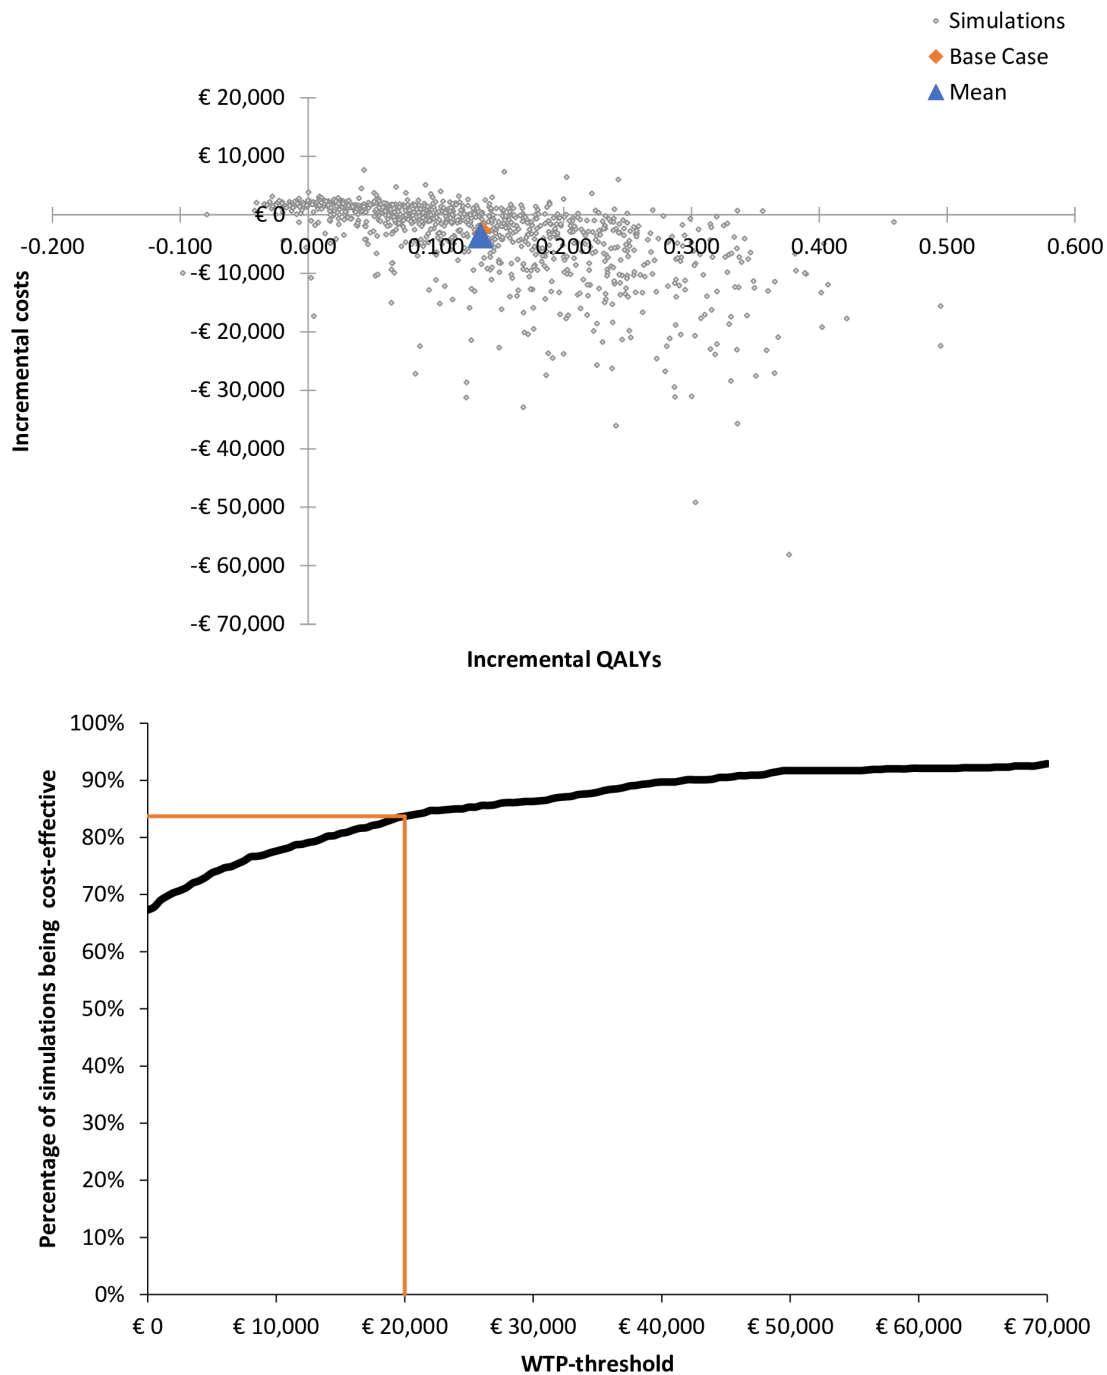 Simulations
Base Case
Mean
€ 20,000
€ 10,000
€ 0
-0.200 -0.100 0.000 0.100 0.200 0.300 0.400 0.500 0.600
-€ 10,000
-€ 20,000
-€ 30,000
-€ 40,000
-€ 50,000
-€ 60,000
-€ 70,000
Incremental costs
Incremental QALYs
100%
90%
80%
70%
60%
50%
40%
30%
20%
10%
0%
Percentage of simulations being cost-effective
€ 0 € 10,000 € 20,000 € 30,000 € 40,000 € 50,000 € 60,000 € 70,000
WTP-threshold